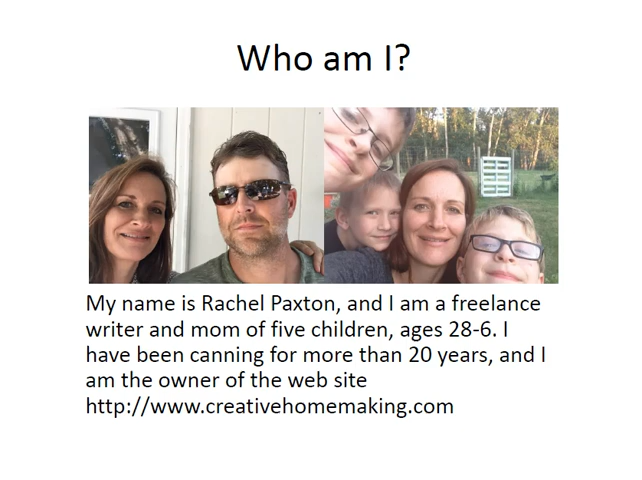 Who am I?
My name is Rachel Paxton, and I am a freelance
writer and mom of five children, ages 28-6. I
have been canning for more than 20 years, and I
am the owner of the web site
http://www.creativehomemaking.com